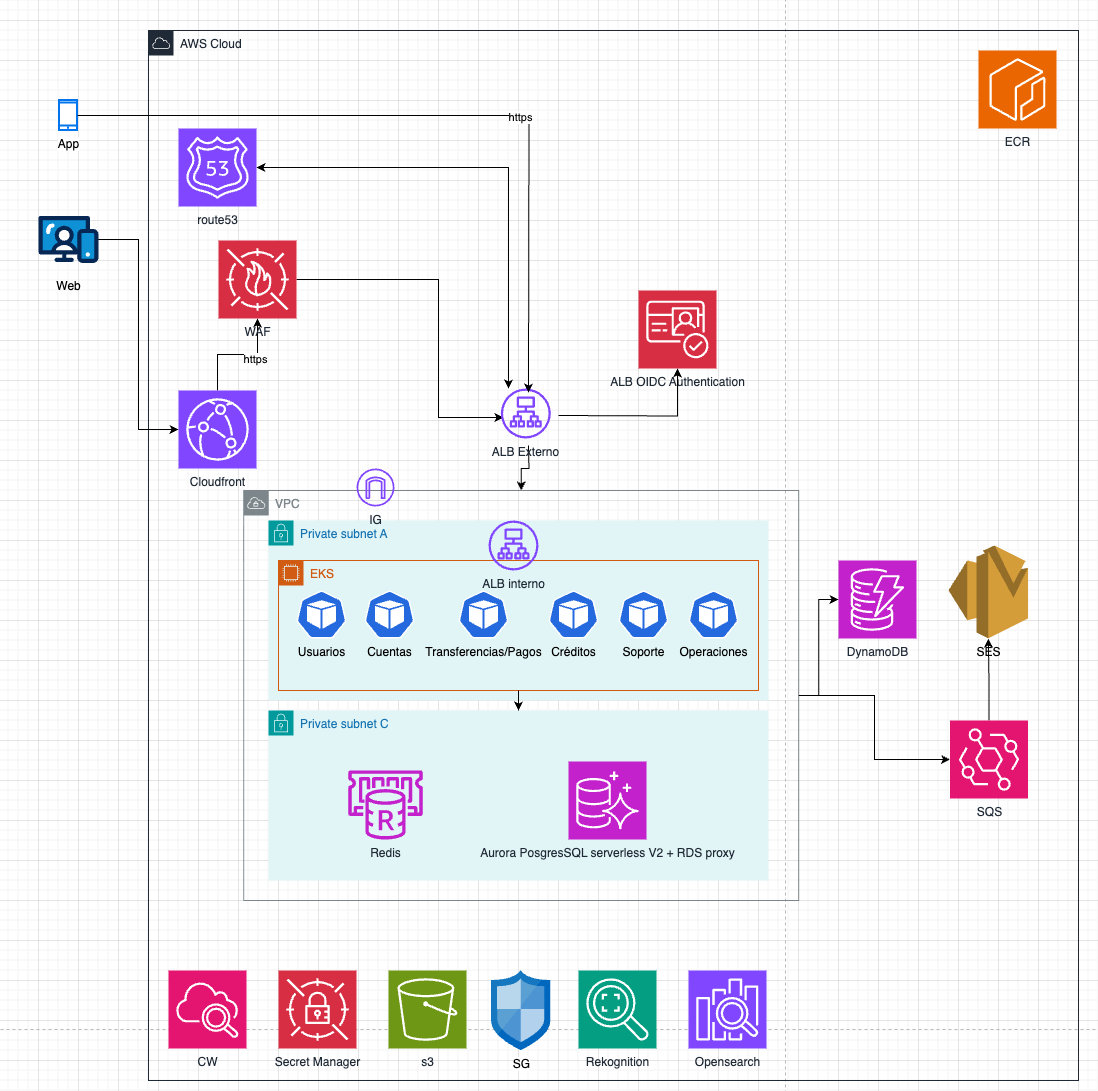 AWS Cloud
ECR
App
https
53
route53
Web
WAF
https
ALB OIDC Authentication
Cloudfront
ALB Externo
IG
VPC
Private subnet A
ALB interno
EKS
Usuarios
Cuentas
Transferencias/Pagos
Créditos
Soporte
Operaciones
DynamoDB
SES
Private subnet C
R
Redis
Aurora PosgresSQL serverless V2 + RDS proxy
SQS
CW
Secret Manager
s3
SG
Rekognition
Opensearch